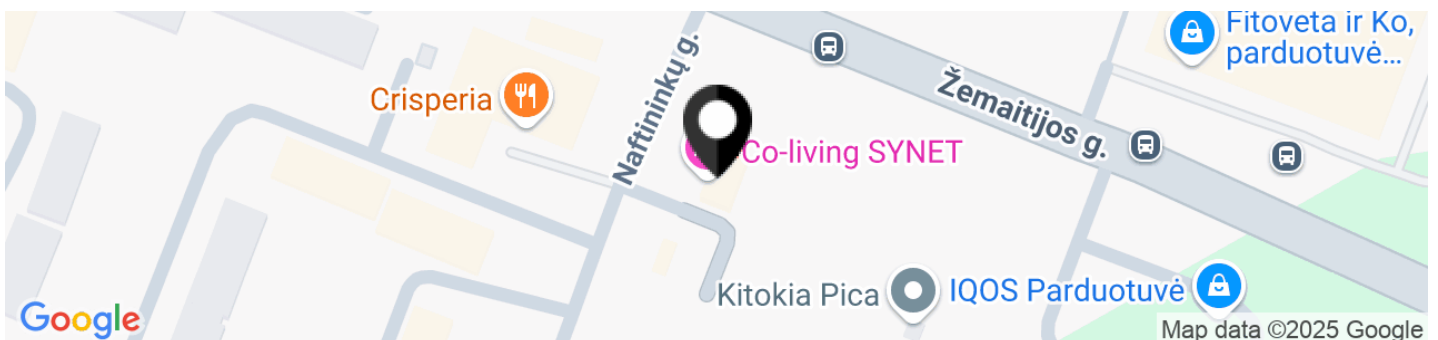 Fitoveta ir Ko,
parduotuvė...
Crisperia
Naftininkų g.
Žemaitijos g.
Co-living SYNET
Kitokia Pica
IQOS Parduotuvė
Google
Map data ©2025 Google